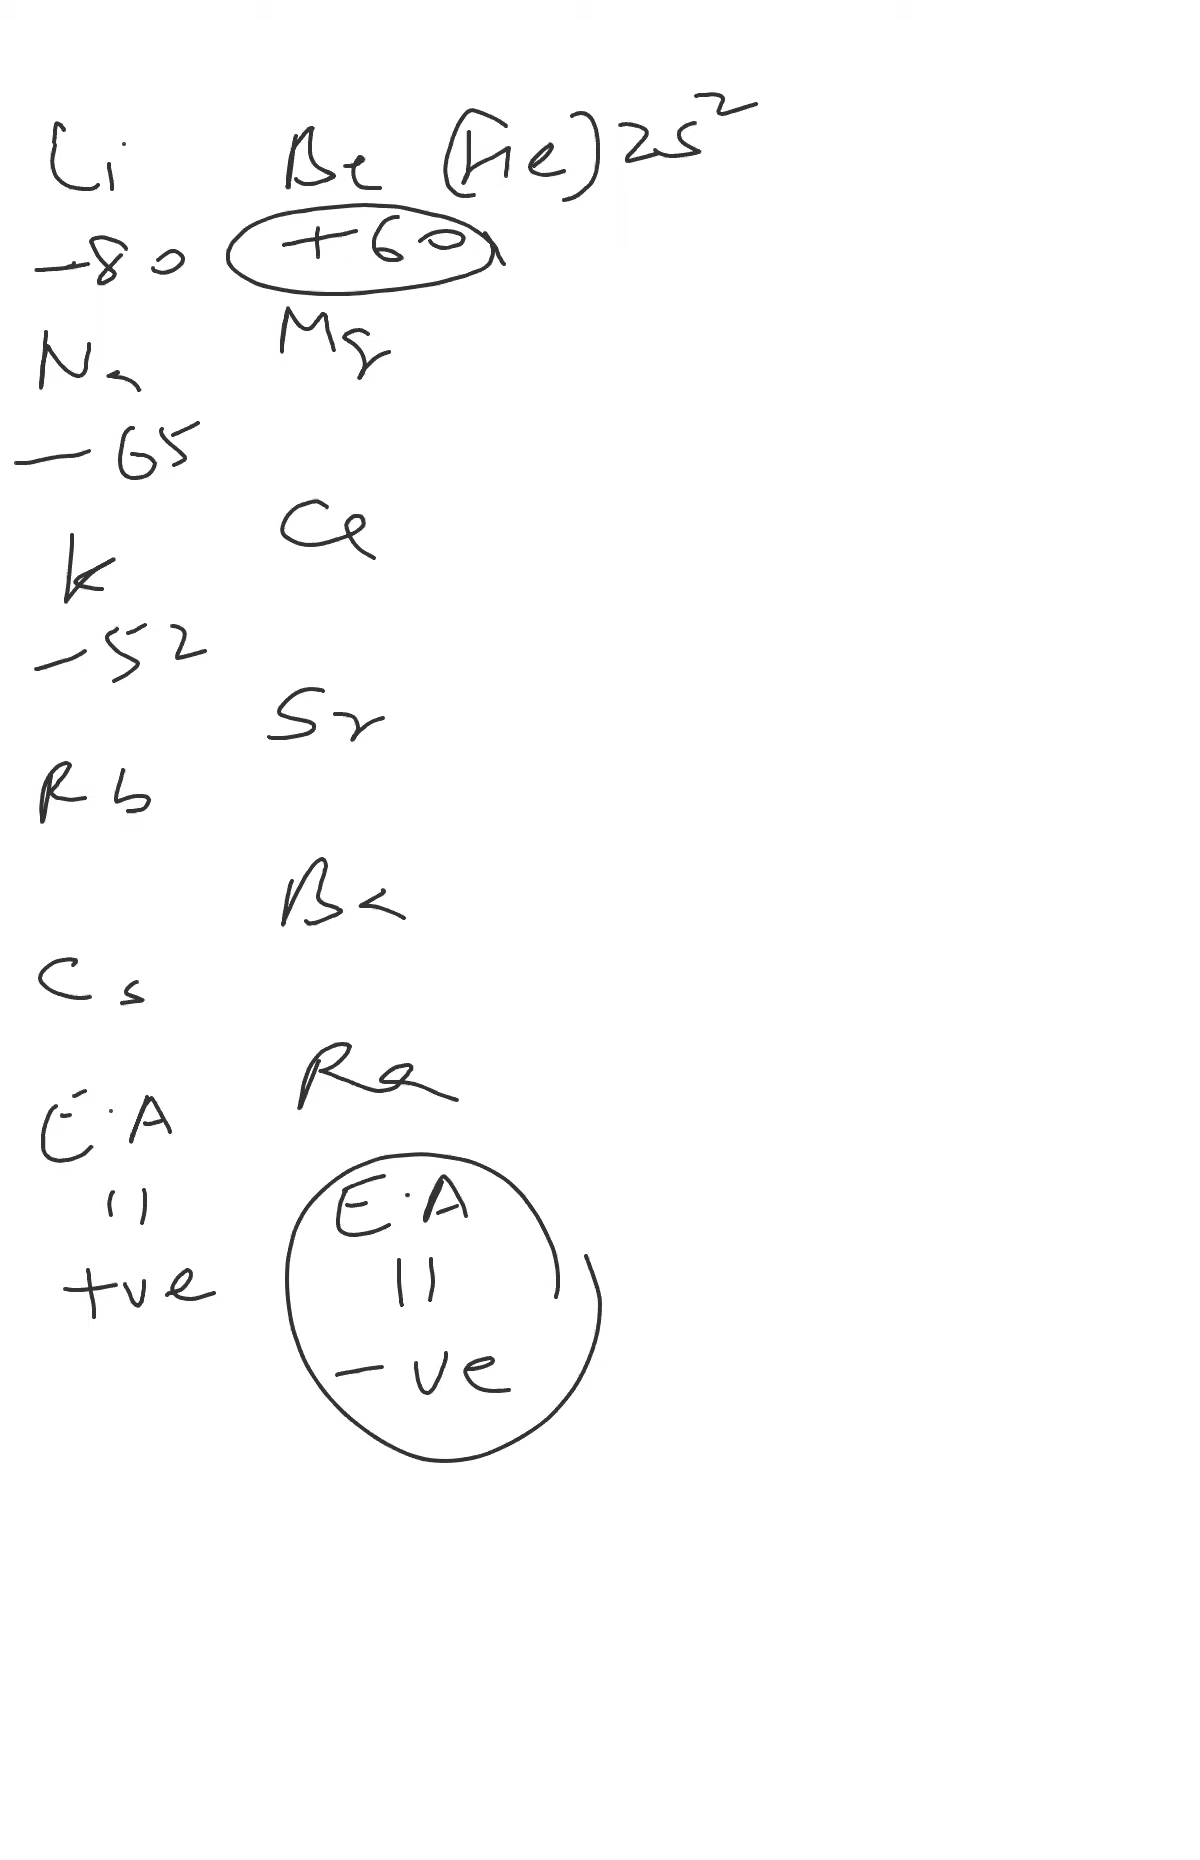 Li Be (He) 2s²
-80 +60
Na Mg
-65
Ca
K
-52
Sr
Rb
Ba
Cs
Ra
E.A E.A
|| ||
+ve -ve